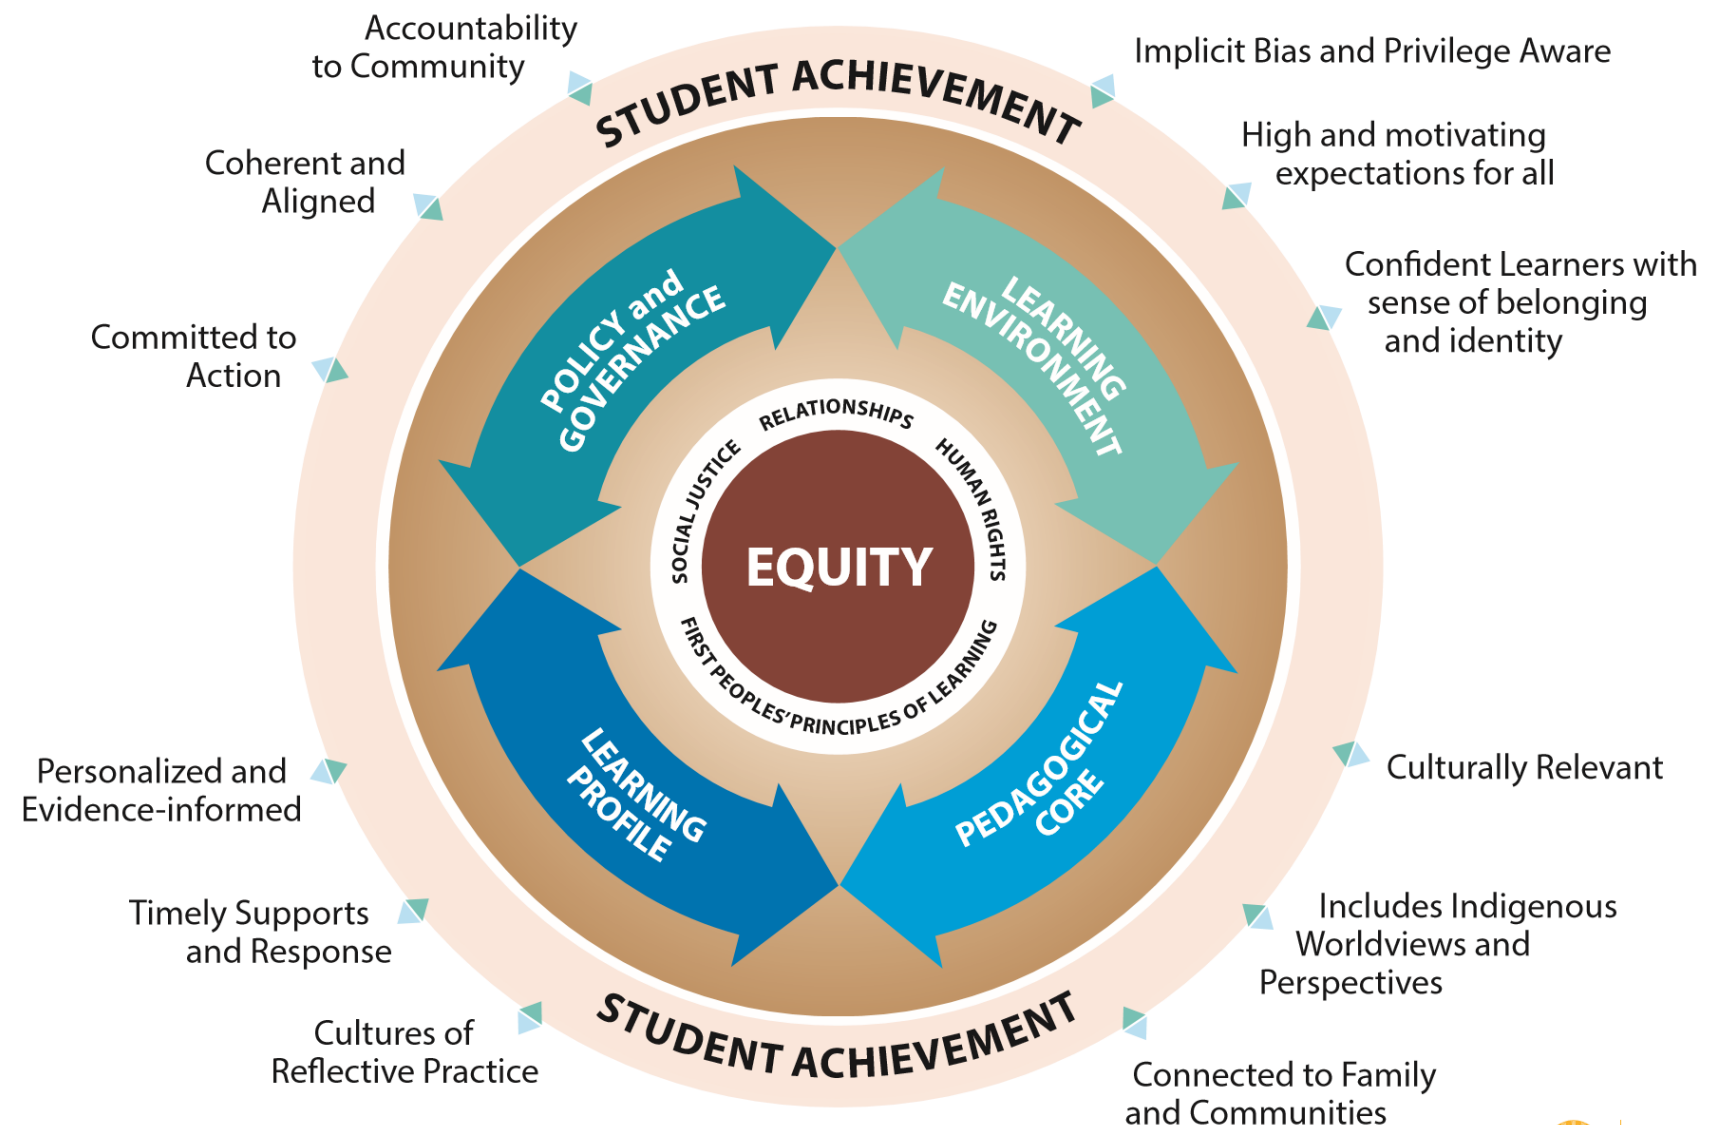 Accountability
to Community
Implicit Bias and Privilege Aware
STUDENT ACHIEVEMENT
High and motivating
expectations for all
Coherent and
Aligned
Confident Learners with
sense of belonging
and identity
Committed to
Action
POLICY and
GOVERNANCE
LEARNING
ENVIRONMENT
RELATIONSHIPS
SOCIAL JUSTICE
HUMAN RIGHTS
EQUITY
FIRST PEOPLES' PRINCIPLES OF LEARNING
LEARNING
PROFILE
PEDAGOGICAL
CORE
Personalized and
Evidence-informed
Culturally Relevant
Timely Supports
and Response
Includes Indigenous
Worldviews and
Perspectives
Cultures of
Reflective Practice
STUDENT ACHIEVEMENT
Connected to Family
and Communities